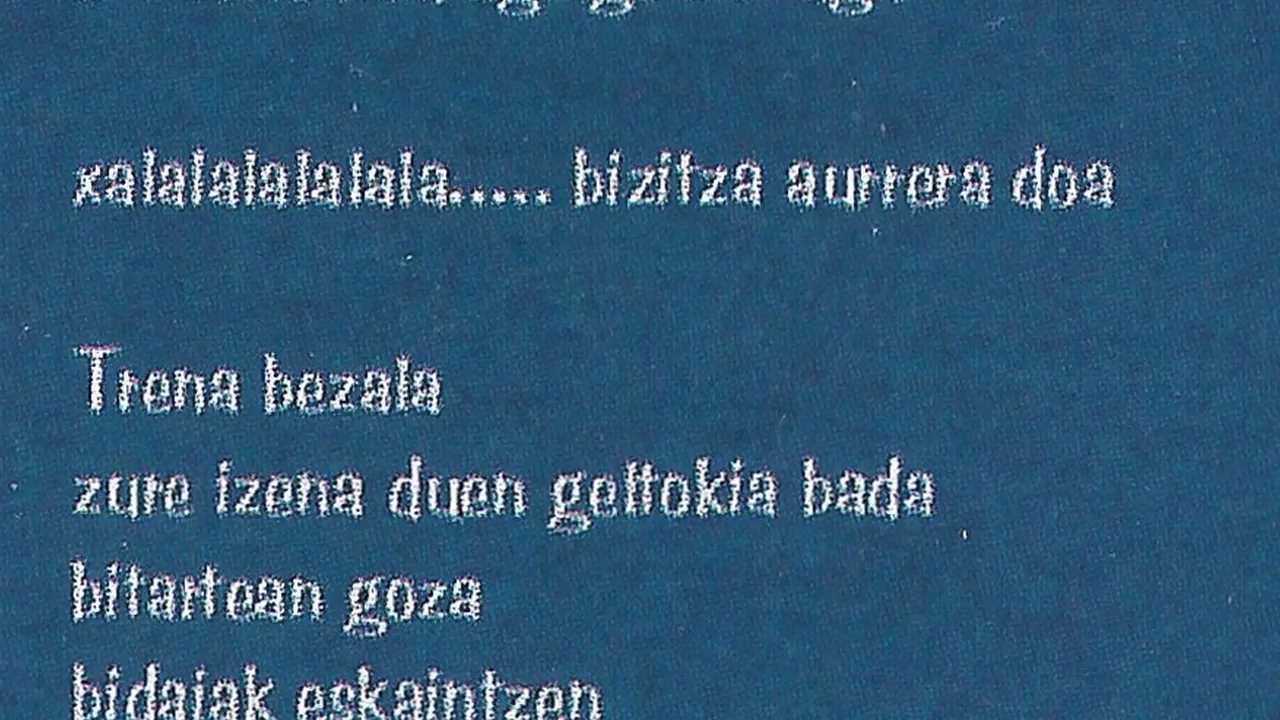 xalalalalalala..... bizitza aurrera doa
Trena bezala
zure izena duen geltokia bada
bitartean goza
bidaiak eskaintzen